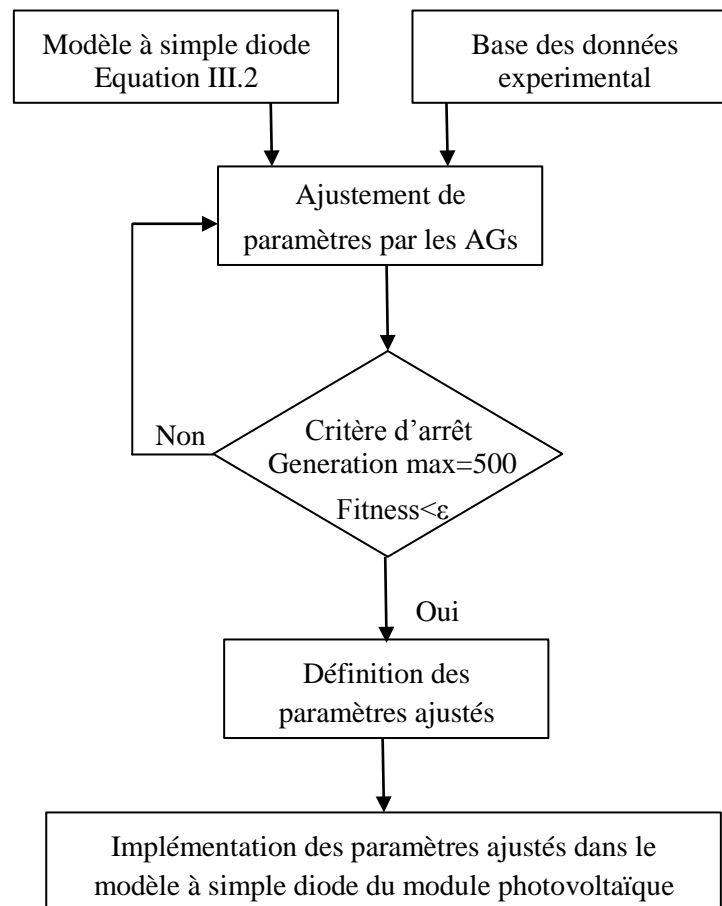 Modèle à simple diode
Equation III.2
Base des données
experimental
Ajustement de
paramètres par les AGs
Non
Critère d'arrêt
Generation max=500
Fitness<ε
Oui
Définition des
paramètres ajustés
Implémentation des paramètres ajustés dans le
modèle à simple diode du module photovoltaïque